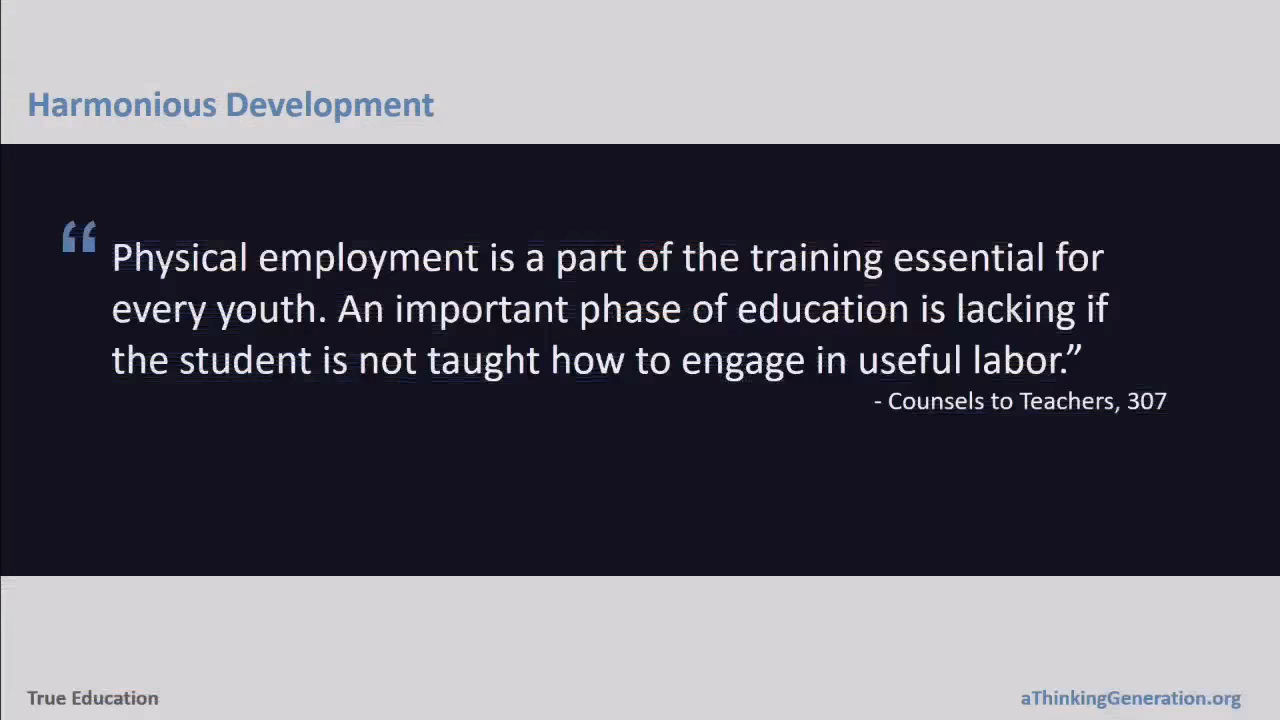 Harmonious Development
“ Physical employment is a part of the training essential for
every youth. An important phase of education is lacking if
the student is not taught how to engage in useful labor.”
- Counsels to Teachers, 307
True Education
aThinkingGeneration.org